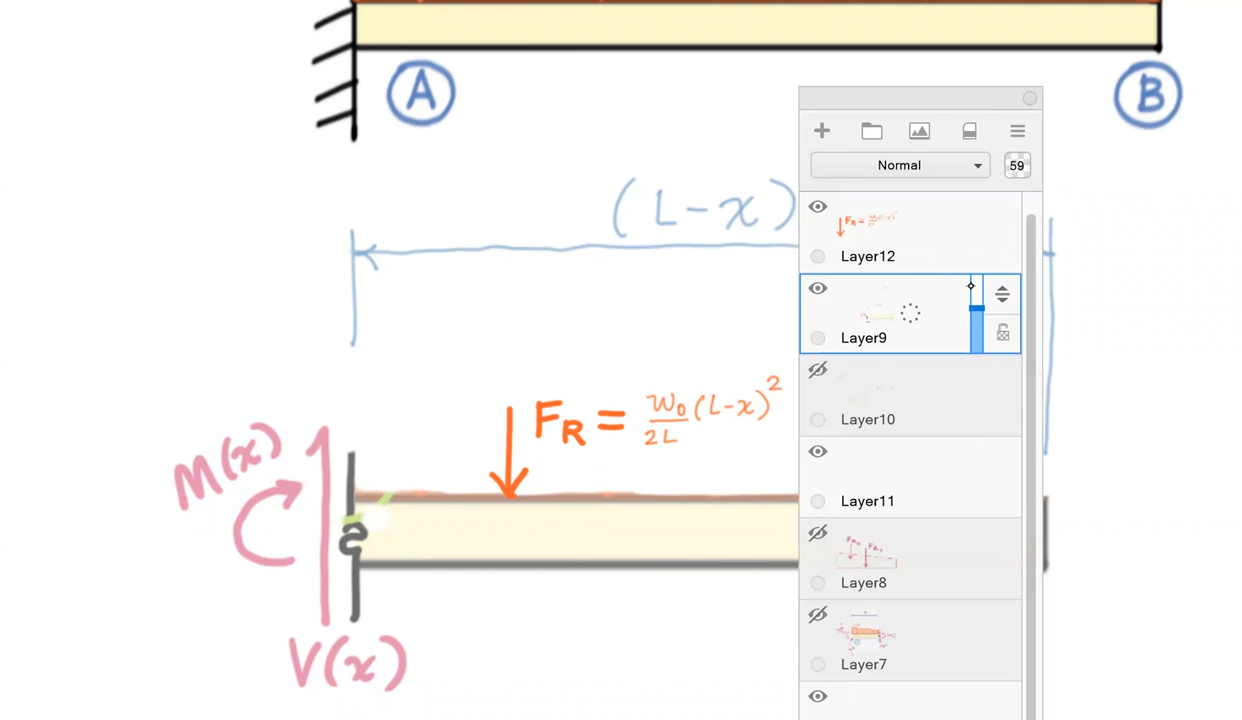 A
B
Normal
59
(L-x)
Layer12
Layer9
F_R = w_0/2L (L-x)^2
Layer10
M(x)
Layer11
Layer8
V(x)
Layer7